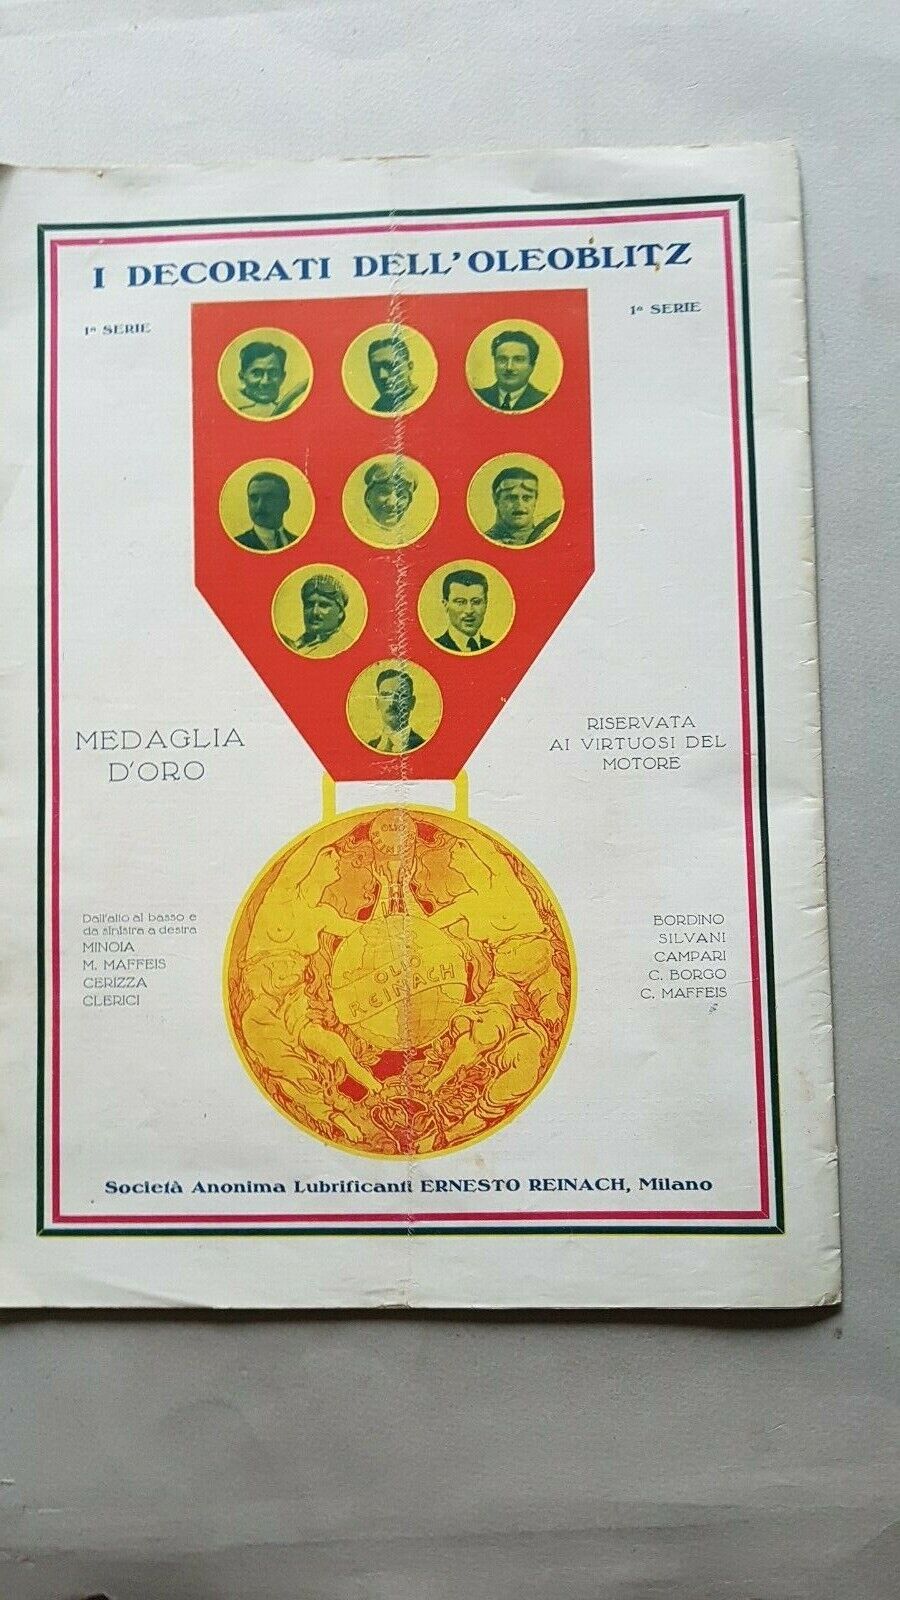 I DECORATI DELL'OLEOBLITZ
1ª SERIE
1ª SERIE
MEDAGLIA
D'ORO
RISERVATA
AI VIRTUOSI DEL
MOTORE
OLIO
OLIO
REINACH
Dall'alto al basso e
da sinistra a destra
MINOIA
M. MAFFEIS
CERIZZA
CLERICI
BORDINO
SILVANI
CAMPARI
C. BORGO
C. MAFFEIS
Società Anonima Lubrificanti ERNESTO REINACH, Milano